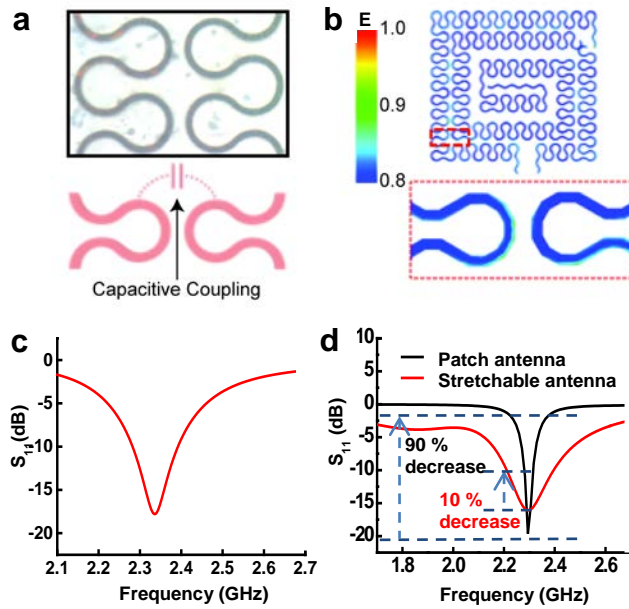 a
Capacitive Coupling
b
E
1.0
0.9
0.8
c
S11(dB)
0
-5
-10
-15
-20
2.1 2.2 2.3 2.4 2.5 2.6 2.7
Frequency (GHz)
d
S11 (dB)
10
5
0
-5
-10
-15
-20
Patch antenna
Stretchable antenna
90 %
decrease
10 %
decrease
1.8 2.0 2.2 2.4 2.6
Frequency (GHz)